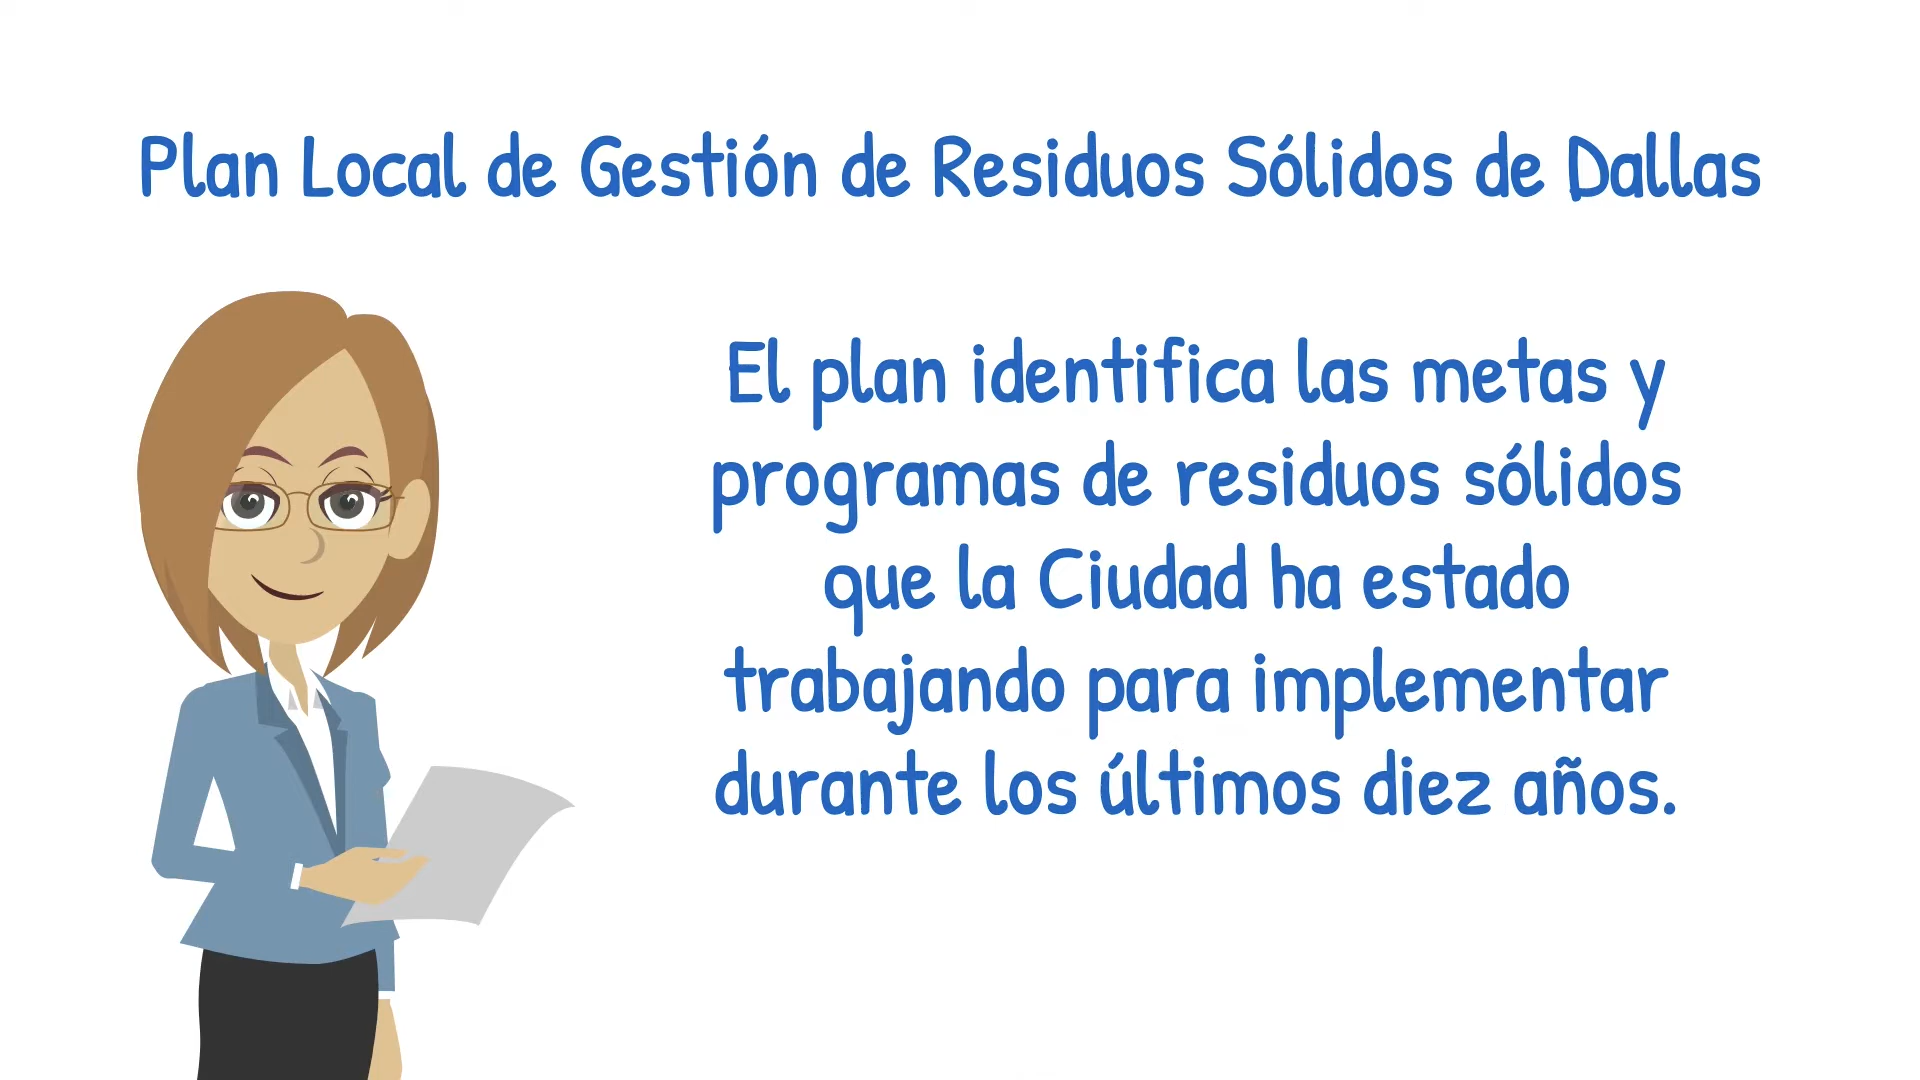 Plan Local de Gestión de Residuos Sólidos de Dallas
El plan identifica las metas y
programas de residuos sólidos
que la Ciudad ha estado
trabajando para implementar
durante los últimos diez años.